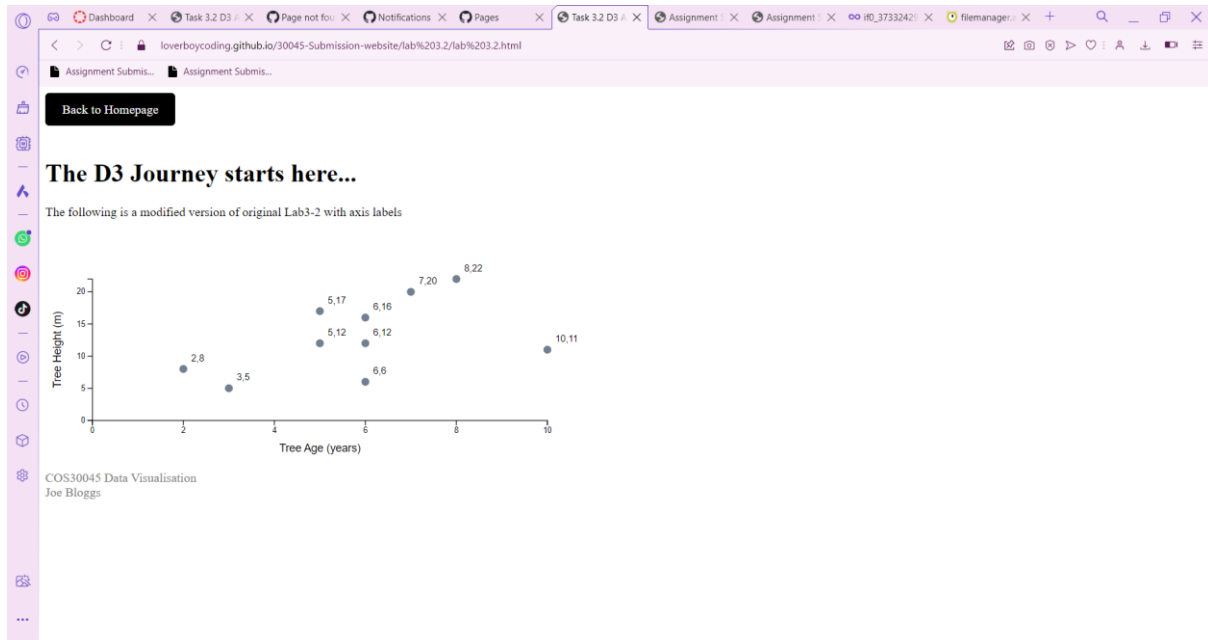 Dashboard
Task 3.2 D3 A
Page not fou
Notifications
Pages
Task 3.2 D3 A
Assignment S
Assignment S
if0_37332429
filemanager.
loverboycoding.github.io/30045-Submission-website/lab%203.2/lab%203.2.html
Assignment Submis...
Assignment Submis...
Back to Homepage
The D3 Journey starts here...
The following is a modified version of original Lab3-2 with axis labels
8,22
7,20
20
5,17
6,16
15
5,12
6,12
10,11
10
2,8
6,6
3,5
5
0
Tree Height (m)
0
2
4
6
8
10
Tree Age (years)
COS30045 Data Visualisation
Joe Bloggs